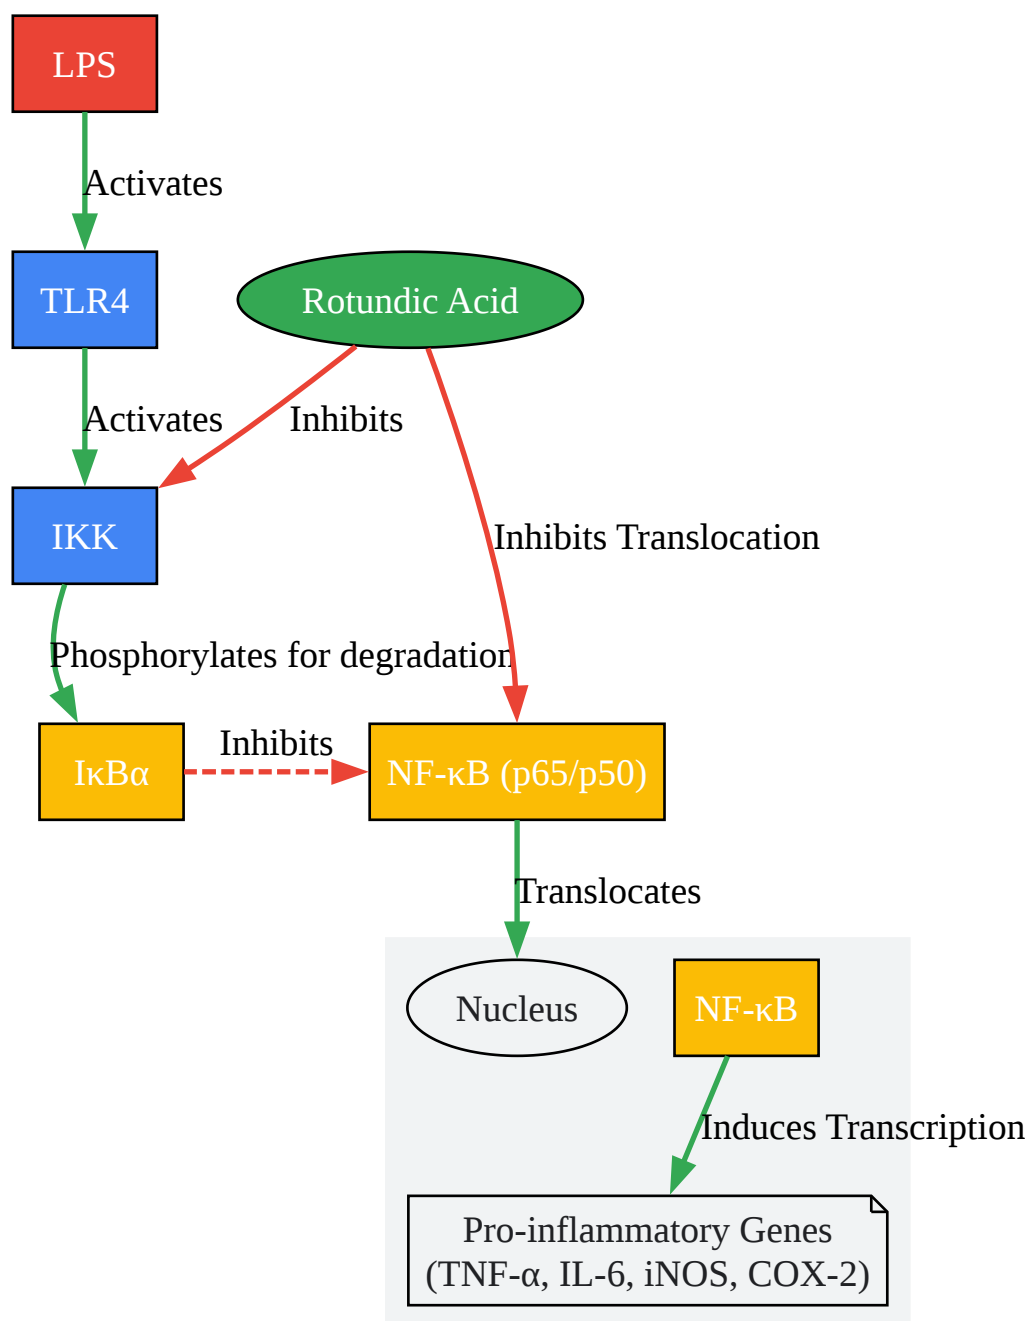 LPS
Activates
TLR4
Rotundic Acid
Activates
Inhibits
IKK
Inhibits Translocation
Phosphorylates for degradation
Inhibits
IκBα
NF-κB (p65/p50)
Translocates
Nucleus
NF-κB
Induces Transcription
Pro-inflammatory Genes
(TNF-α, IL-6, iNOS, COX-2)